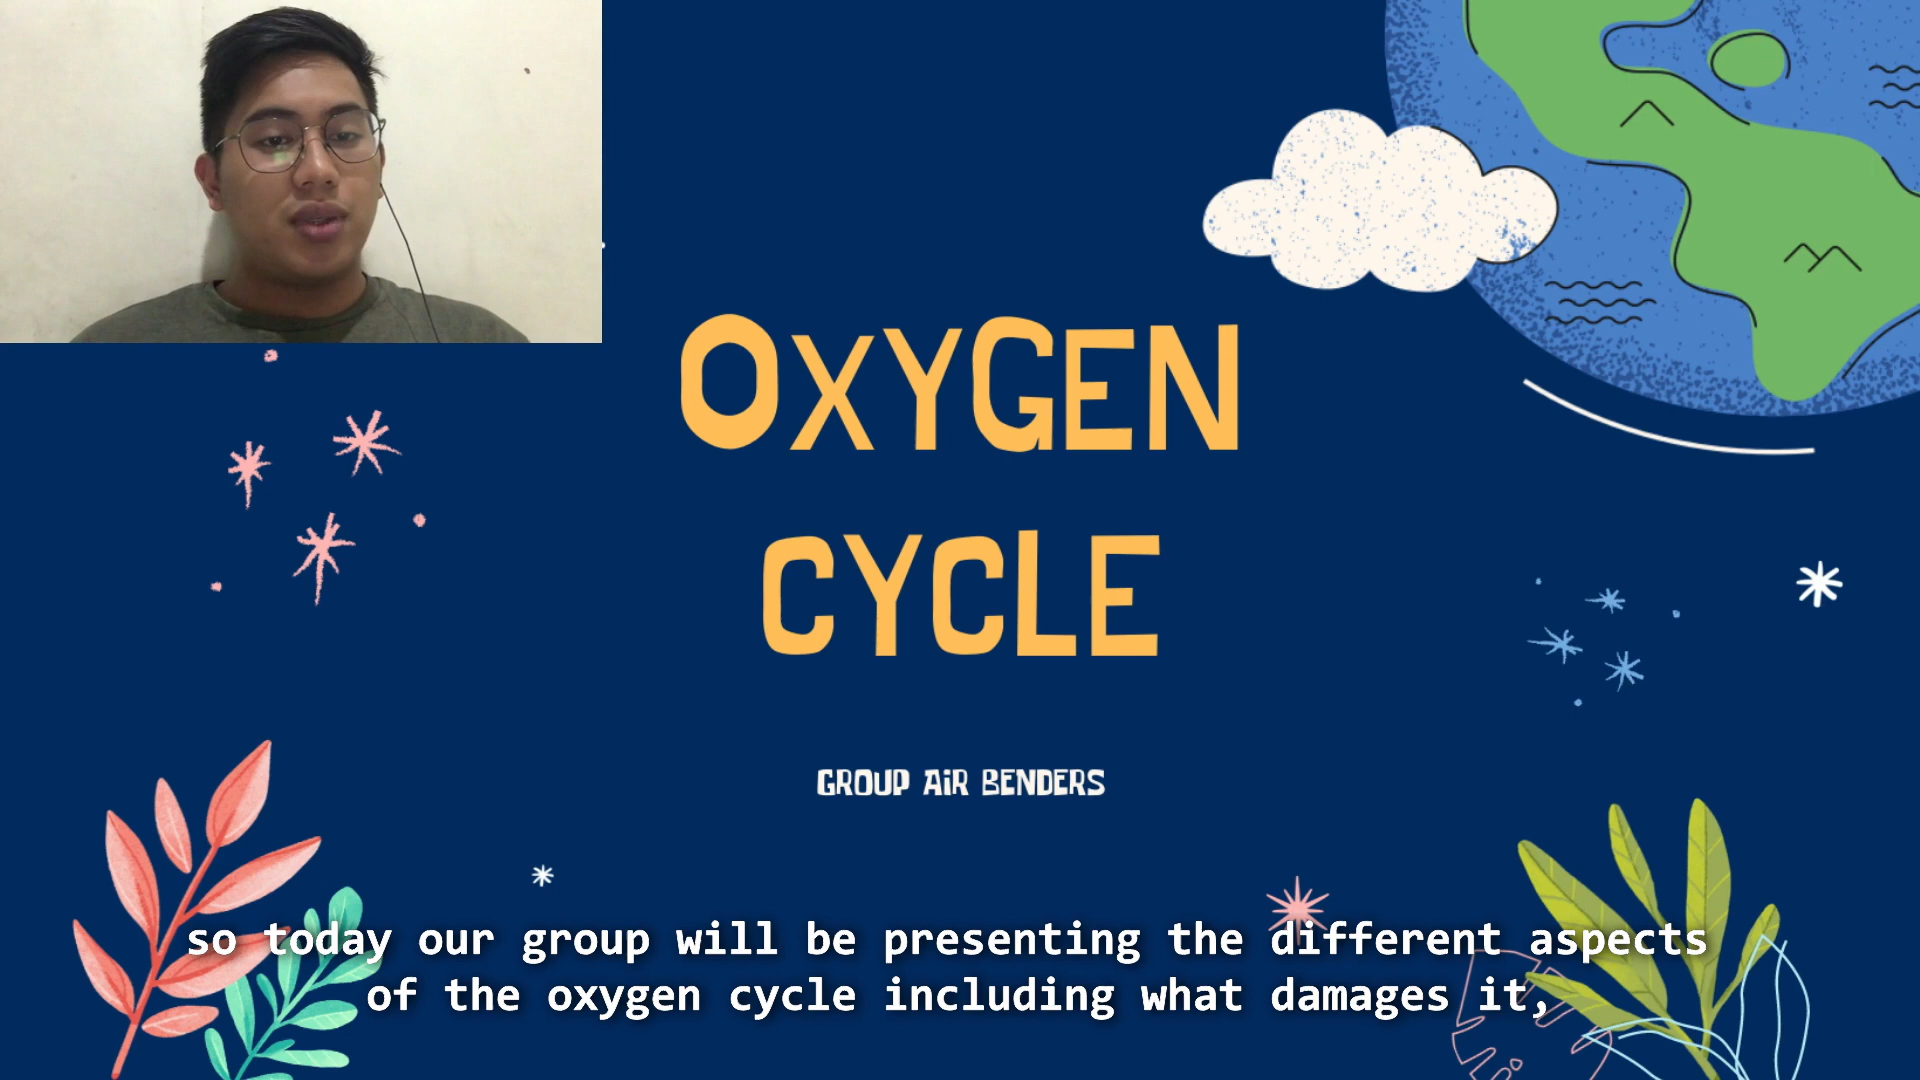 OXYGEN
CYCLE
GROUP AiR BENDERS
so today our group will be presenting the different aspects
of the oxygen cycle including what damages it,